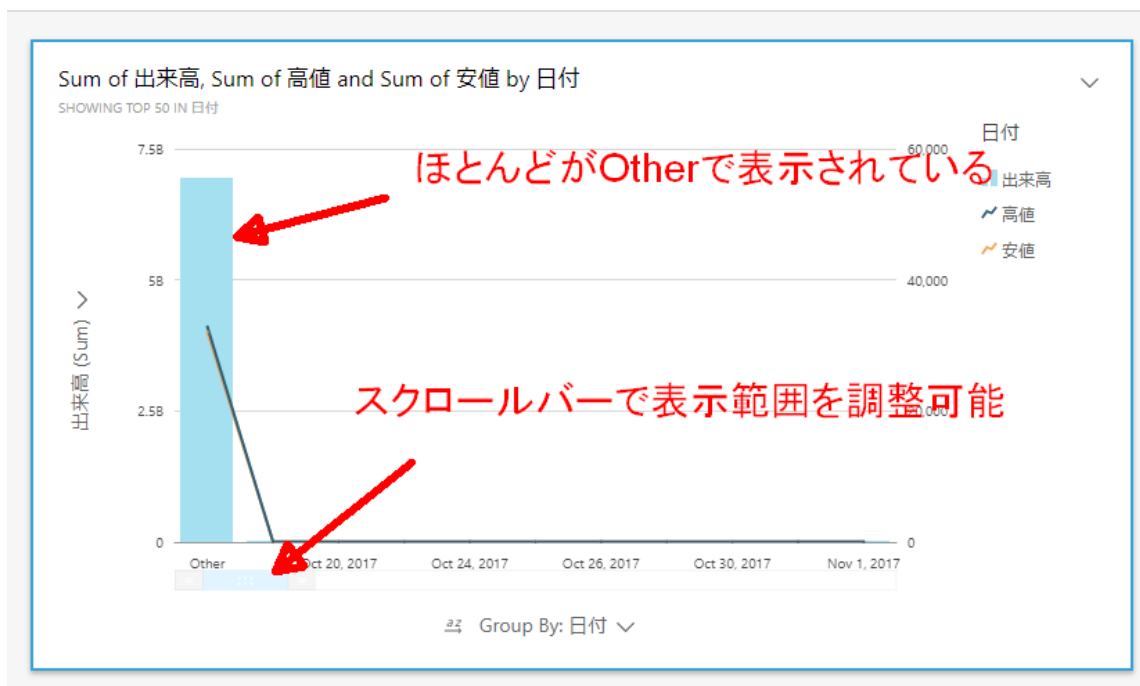 Sum of 出来高, Sum of 高値 and Sum of 安値 by 日付
SHOWING TOP 50 IN 日付
日付
7.5B
60,000
ほとんどがOtherで表示されている
出来高
高値
安値
5B
40,000
出来高 (Sum)
スクロールバーで表示範囲を調整可能
2.5B
20,000
0
0
Other
Oct 20, 2017
Oct 24, 2017
Oct 26, 2017
Oct 30, 2017
Nov 1, 2017
az
Group By: 日付